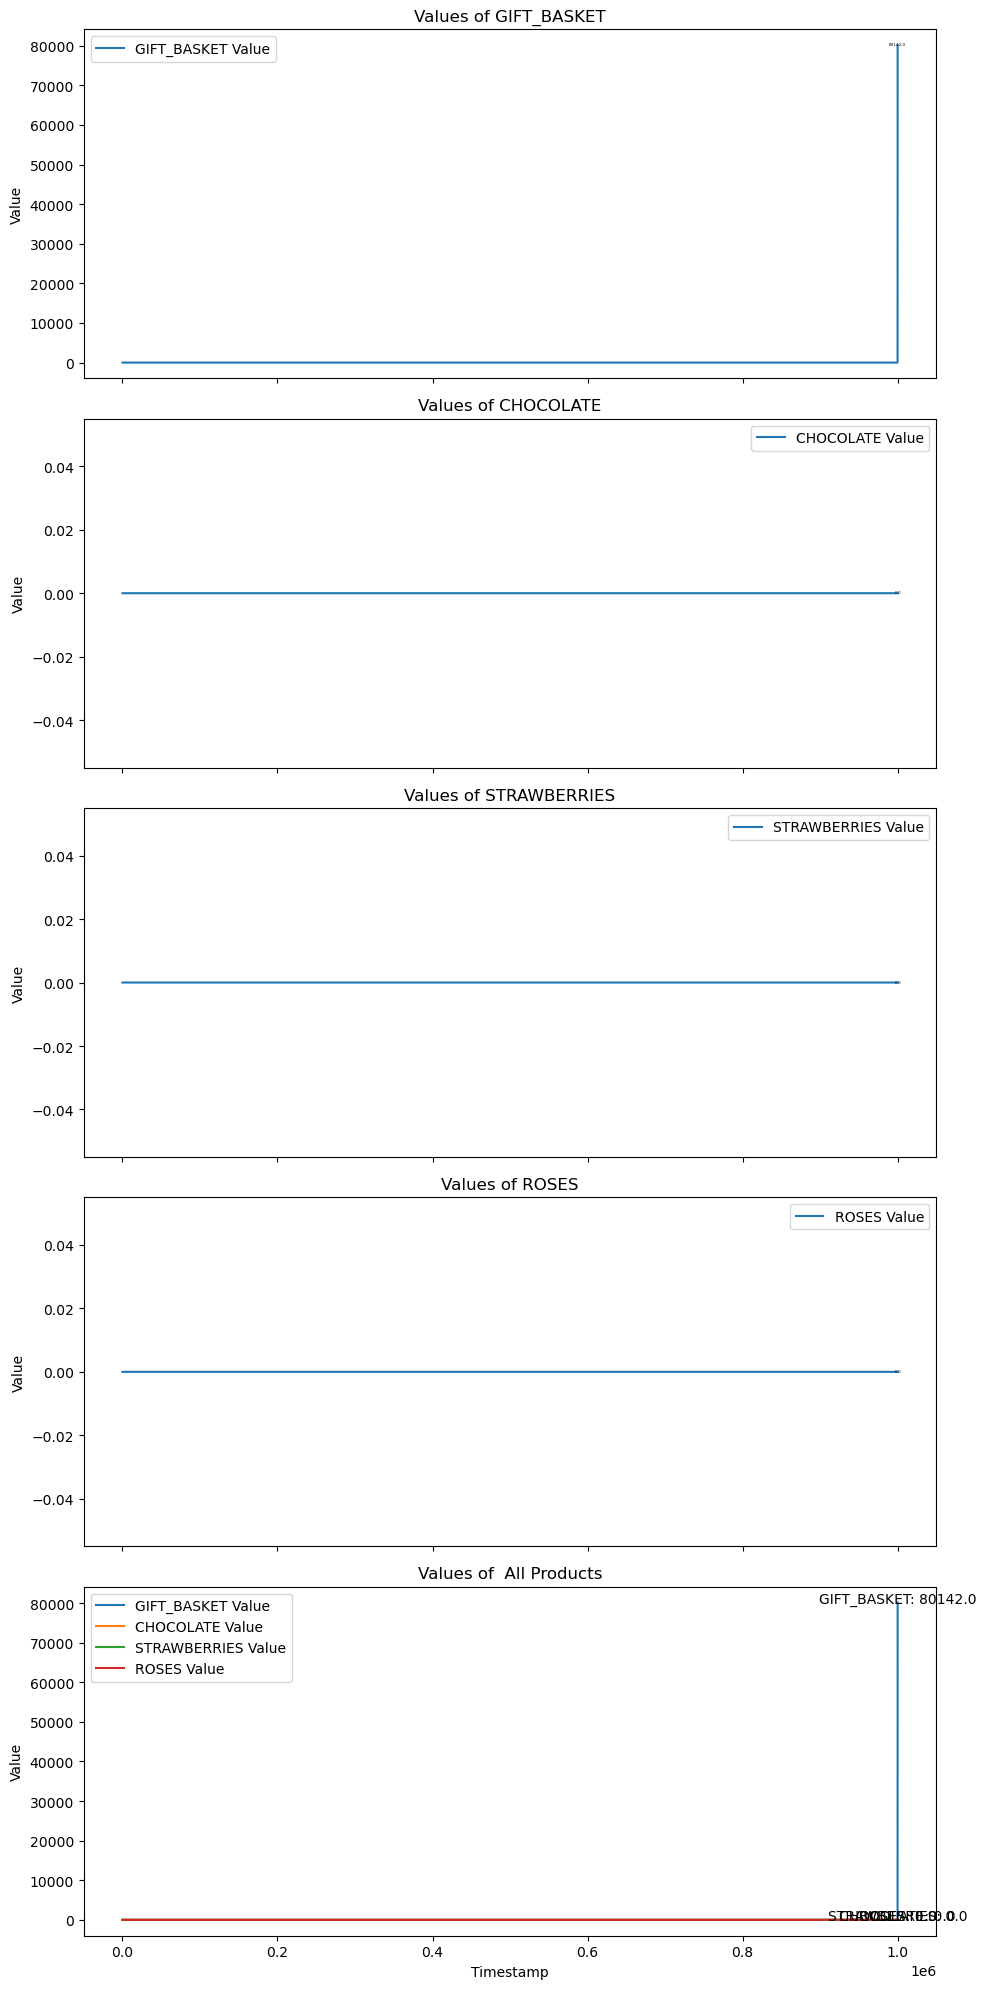 Values of GIFT_BASKET
GIFT_BASKET Value
80142.0
80000
70000
60000
50000
40000
30000
20000
10000
0
Value
Values of CHOCOLATE
CHOCOLATE Value
0.04
0.02
0.00
−0.02
−0.04
Value
Values of STRAWBERRIES
STRAWBERRIES Value
0.04
0.02
0.00
−0.02
−0.04
Value
Values of ROSES
ROSES Value
0.04
0.02
0.00
−0.02
−0.04
Value
Values of  All Products
GIFT_BASKET Value
CHOCOLATE Value
STRAWBERRIES Value
ROSES Value
GIFT_BASKET: 80142.0
80000
70000
60000
50000
40000
30000
20000
10000
0
Value
0.0 0.2 0.4 0.6 0.8 1.0
1e6
Timestamp